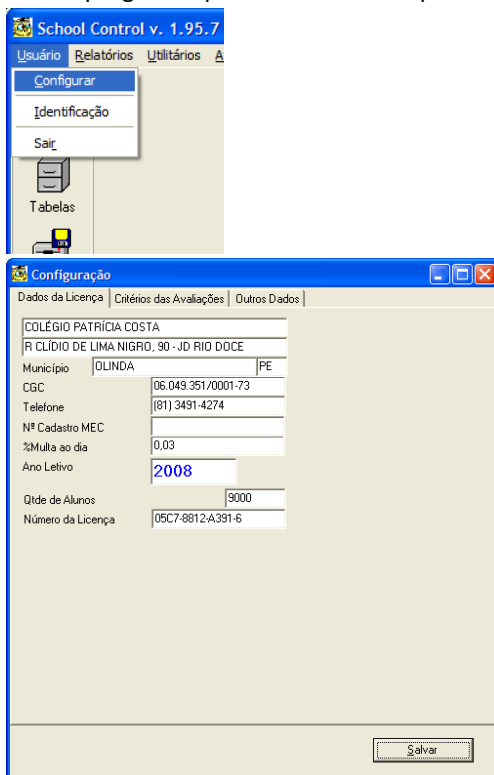 School Control v. 1.95.7
Usuário Relatórios Utilitários A
Configurar
Identificação
Sair
Tabelas
Configuração
Dados da Licença Critérios das Avaliações Outros Dados
COLÉGIO PATRÍCIA COSTA
R CLÍDIO DE LIMA NIGRO, 90 - JD RIO DOCE
Município OLINDA PE
CGC 06.049.351/0001-73
Telefone (81) 3491-4274
Nº Cadastro MEC
%Multa ao dia 0,03
Ano Letivo 2008
Qtde de Alunos 9000
Número da Licença 05C7-8812-A391-6
Salvar